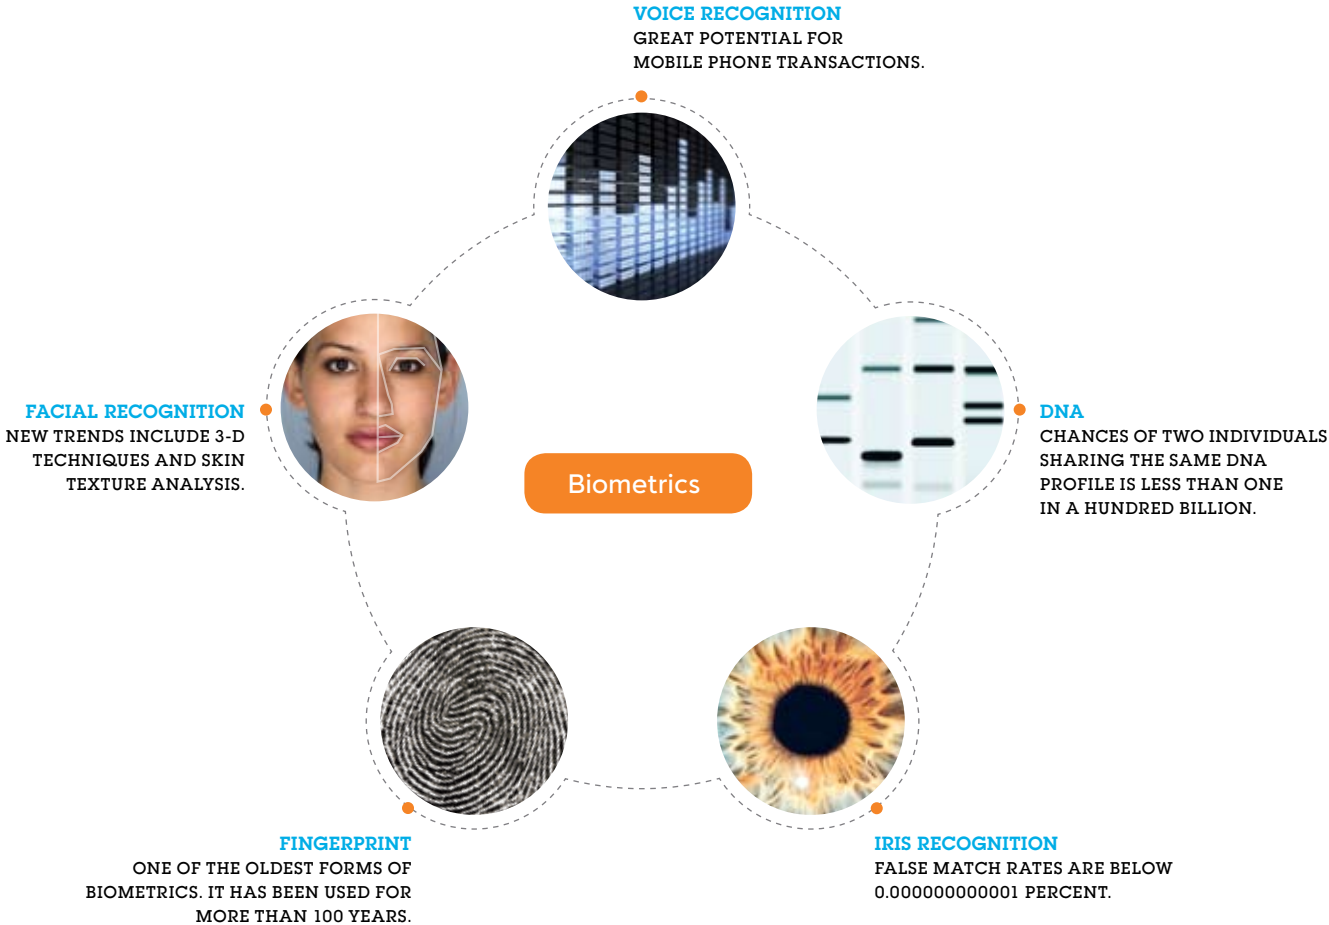 VOICE RECOGNITION
GREAT POTENTIAL FOR
MOBILE PHONE TRANSACTIONS.
FACIAL RECOGNITION
NEW TRENDS INCLUDE 3-D
TECHNIQUES AND SKIN
TEXTURE ANALYSIS.
Biometrics
DNA
CHANCES OF TWO INDIVIDUALS
SHARING THE SAME DNA
PROFILE IS LESS THAN ONE
IN A HUNDRED BILLION.
FINGERPRINT
ONE OF THE OLDEST FORMS OF
BIOMETRICS. IT HAS BEEN USED FOR
MORE THAN 100 YEARS.
IRIS RECOGNITION
FALSE MATCH RATES ARE BELOW
0.000000000001 PERCENT.